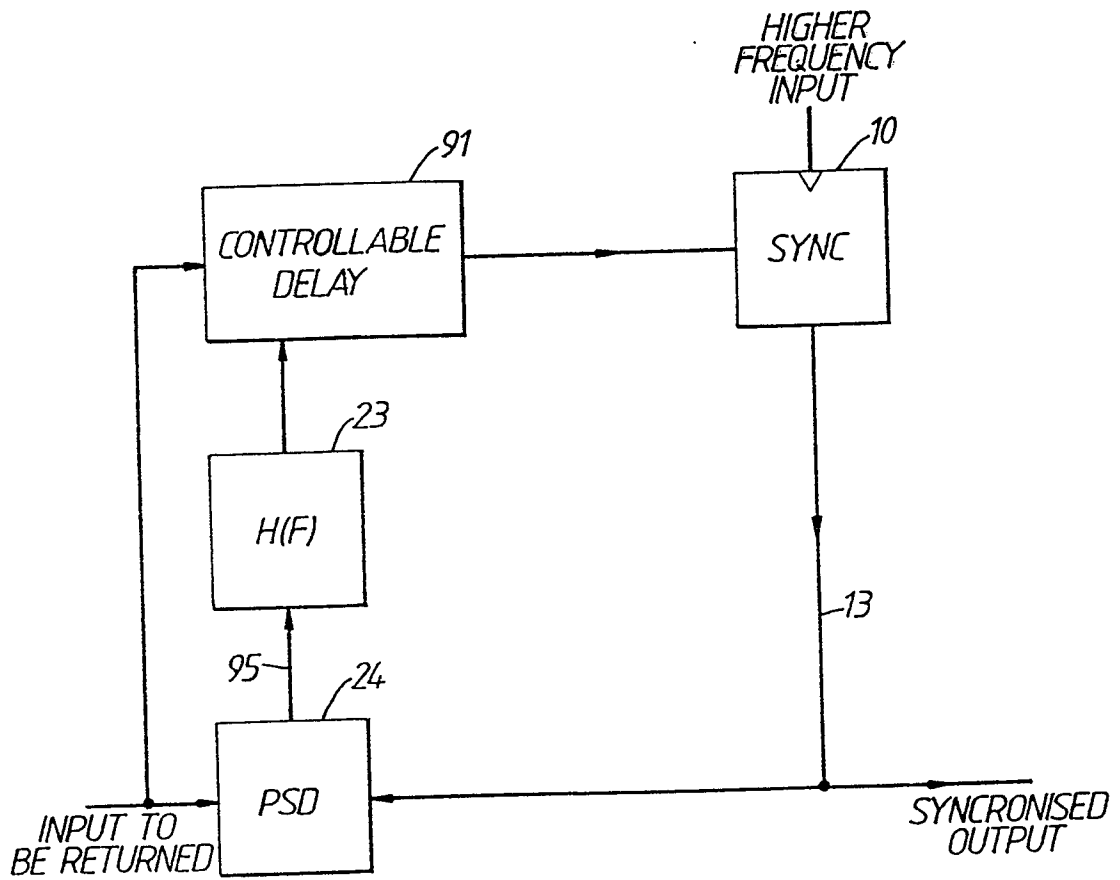 HIGHER
FREQUENCY
INPUT
10
91
CONTROLLABLE
DELAY
SYNC
23
H(F)
13
95
24
PSD
INPUT TO
BE RETURNED
SYNCRONISED
OUTPUT